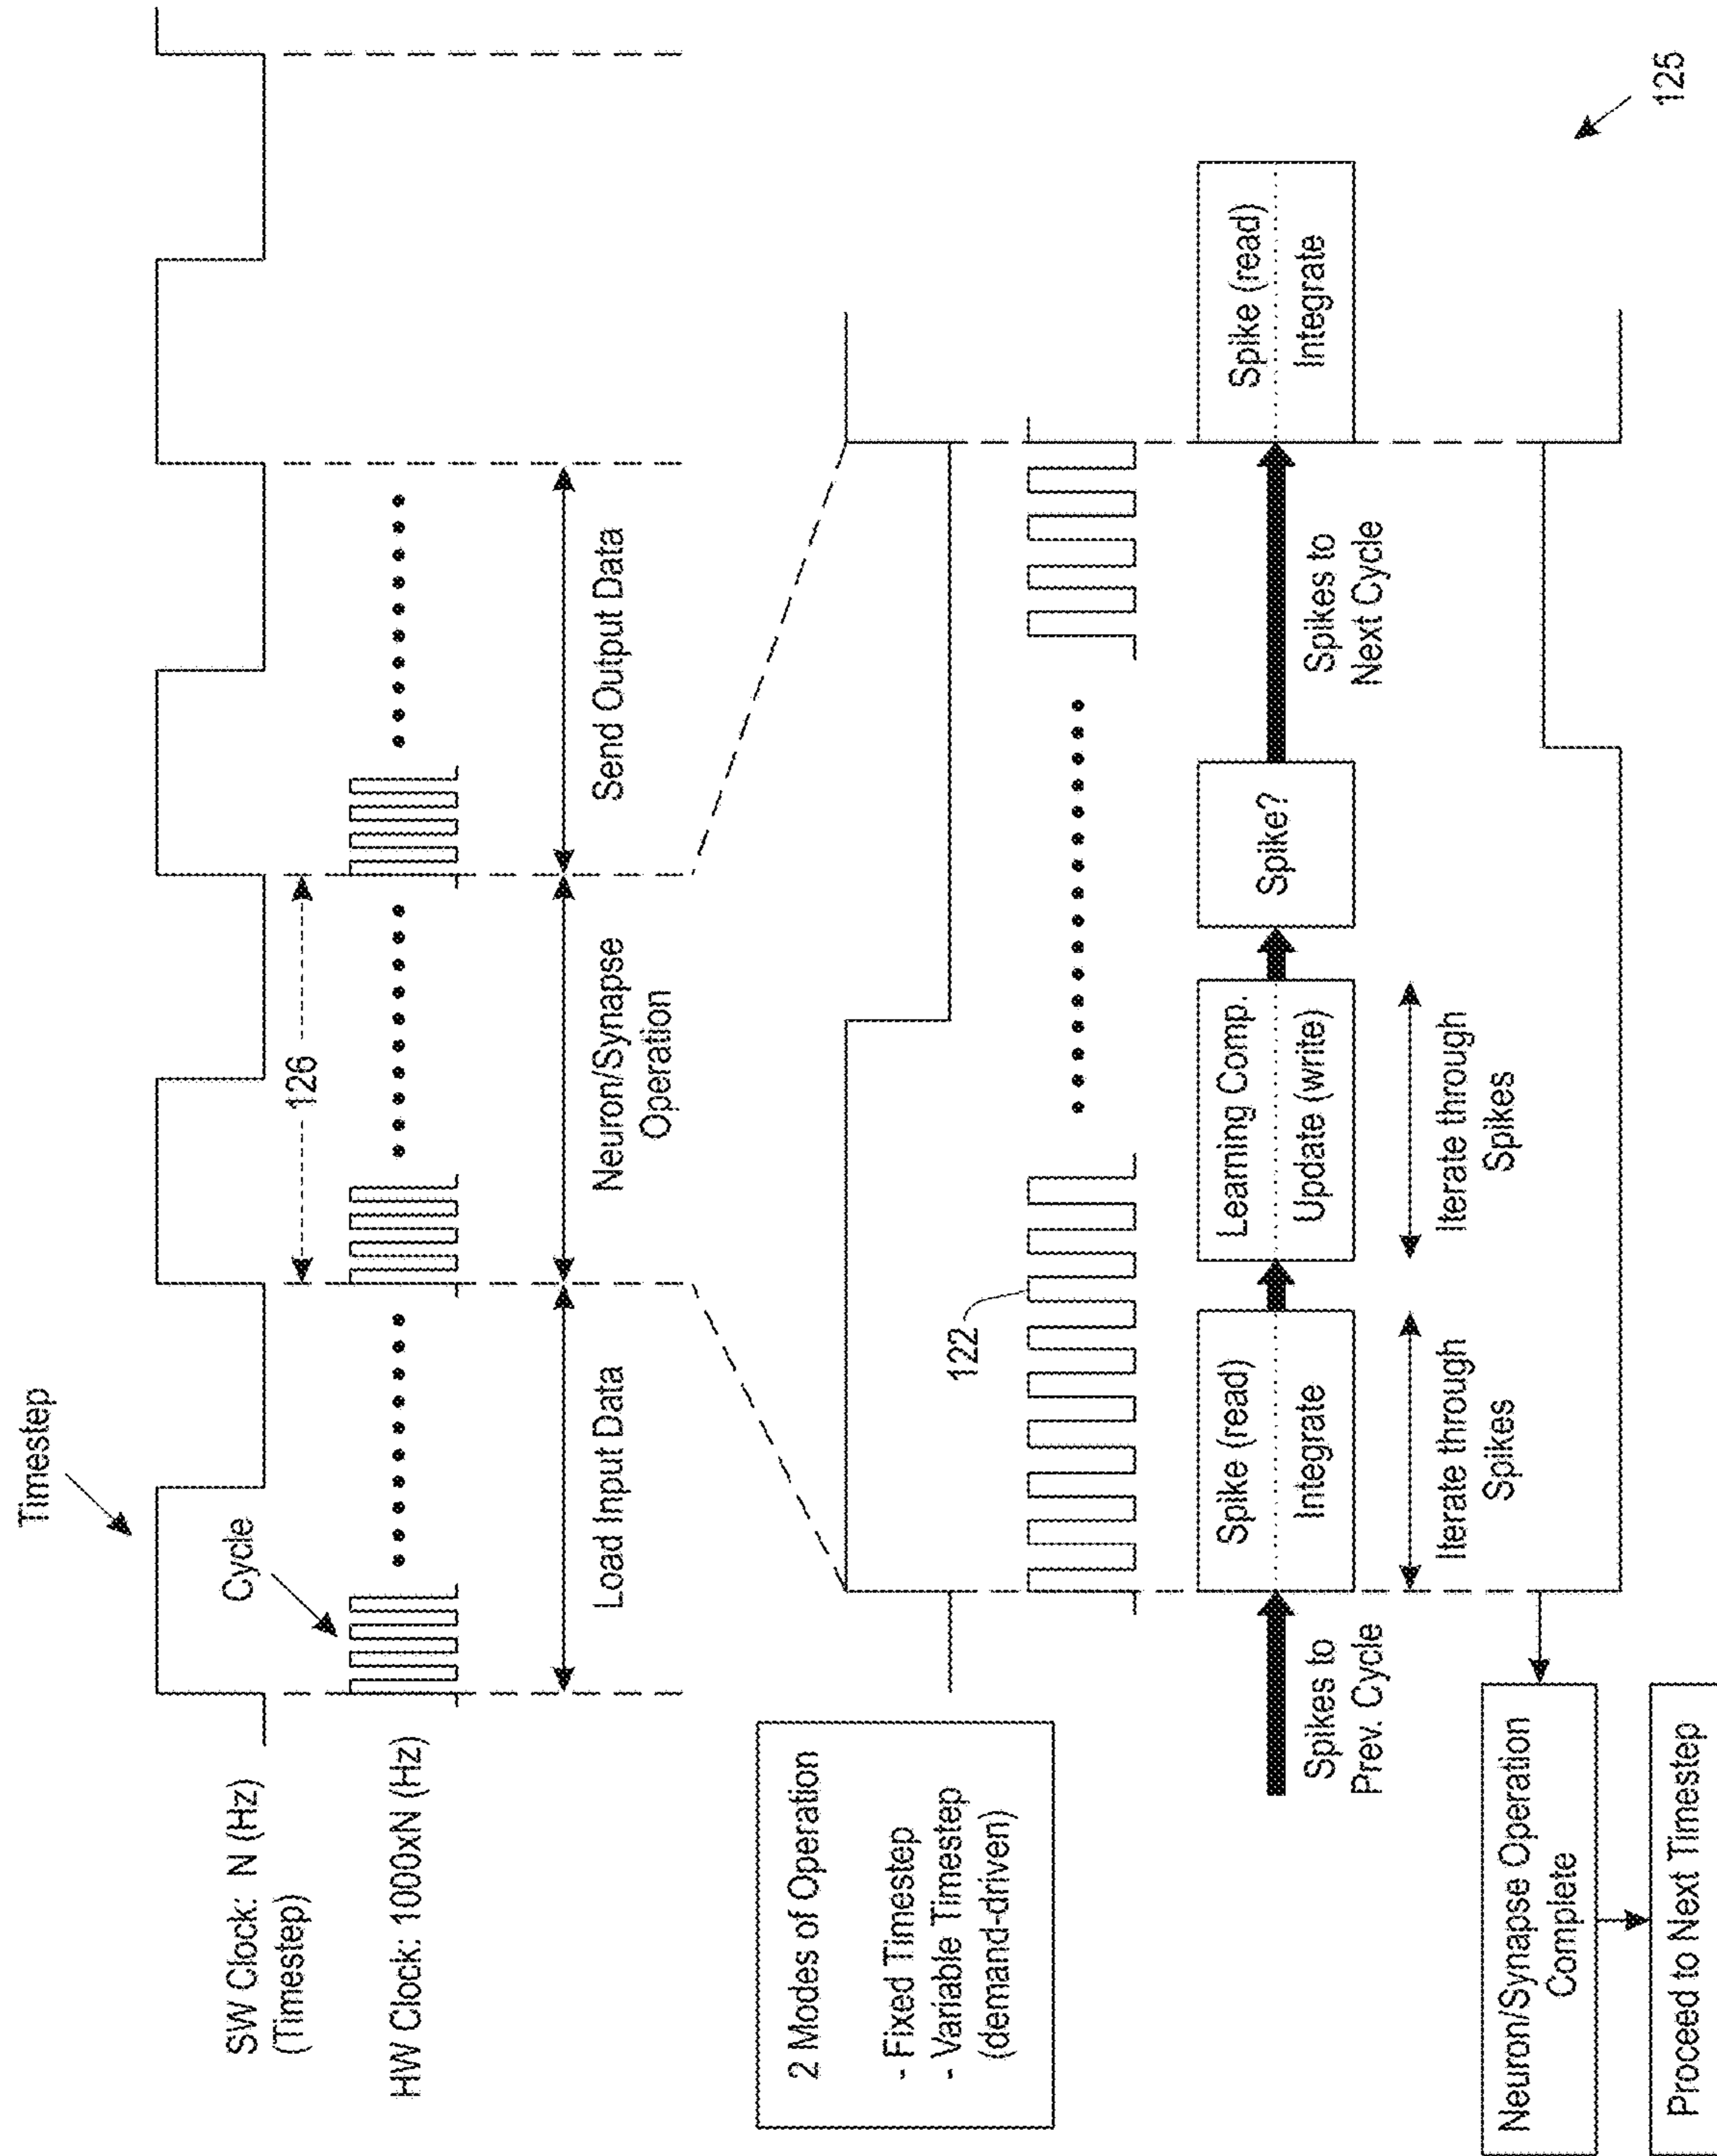 Timestep
SW Clock: N (Hz)
(Timestep)
Cycle
126
HW Clock: 1000xN (Hz)
Load Input Data
Neuron/Synapse
Operation
Send Output Data
2 Modes of Operation
- Fixed Timestep
- Variable Timestep
(demand-driven)
122
Spikes to
Prev. Cycle
Spike (read)
Integrate
Learning Comp.
Update (write)
Spike?
Spikes to
Next Cycle
Spike (read)
Integrate
Iterate through
Spikes
Iterate through
Spikes
Neuron/Synapse Operation
Complete
Proceed to Next Timestep
125